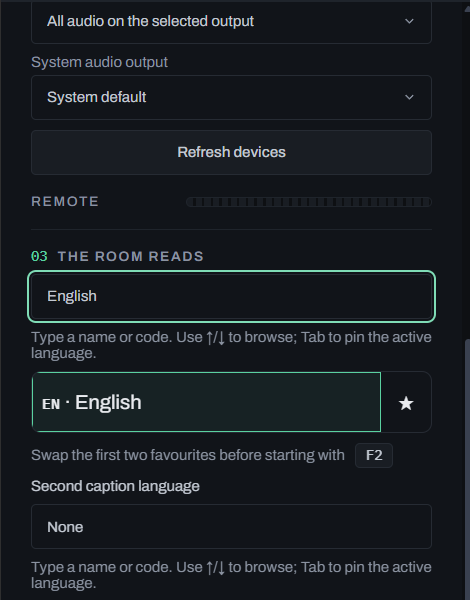 All audio on the selected output
System audio output
System default
Refresh devices
REMOTE
03 THE ROOM READS
English
Type a name or code. Use ↑/↓ to browse; Tab to pin the active
language.
EN · English ★
Swap the first two favourites before starting with F2
Second caption language
None
Type a name or code. Use ↑/↓ to browse; Tab to pin the active
language.